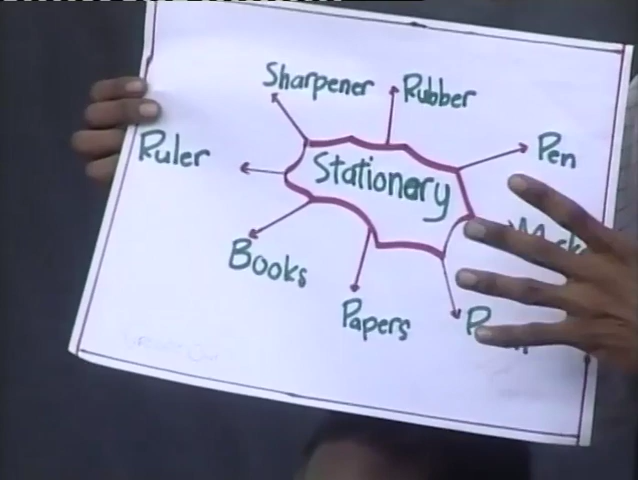 Sharpener
Rubber
Ruler
Pen
Stationery
Books
Papers